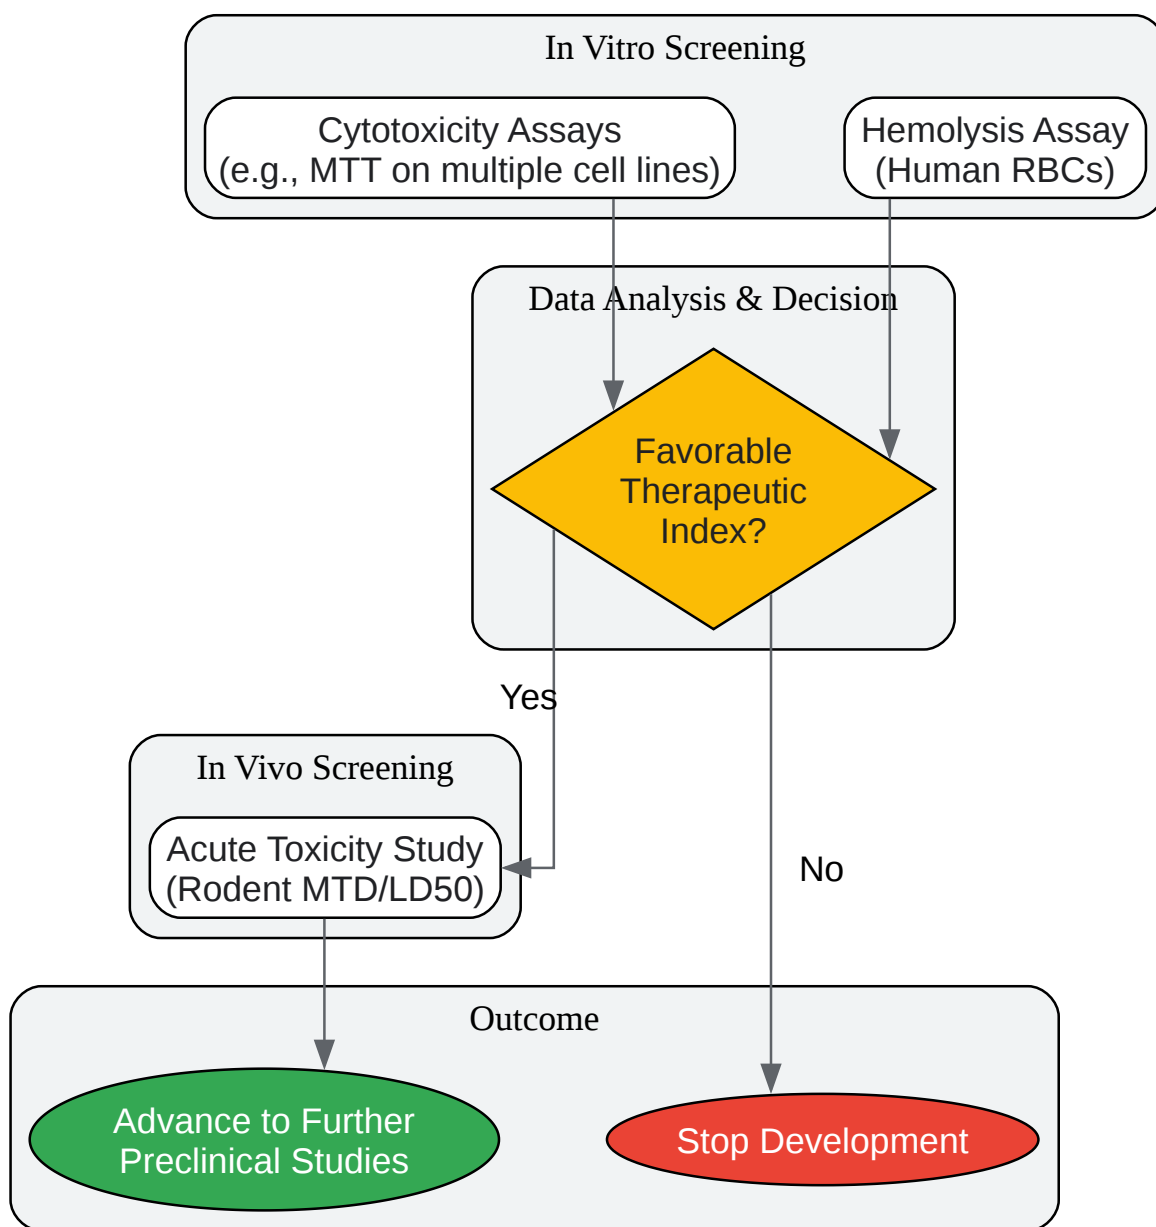 In Vitro Screening
Cytotoxicity Assays
(e.g., MTT on multiple cell lines)
Hemolysis Assay
(Human RBCs)
Data Analysis & Decision
Favorable
Therapeutic
Index?
Yes
In Vivo Screening
Acute Toxicity Study
(Rodent MTD/LD50)
No
Outcome
Advance to Further
Preclinical Studies
Stop Development